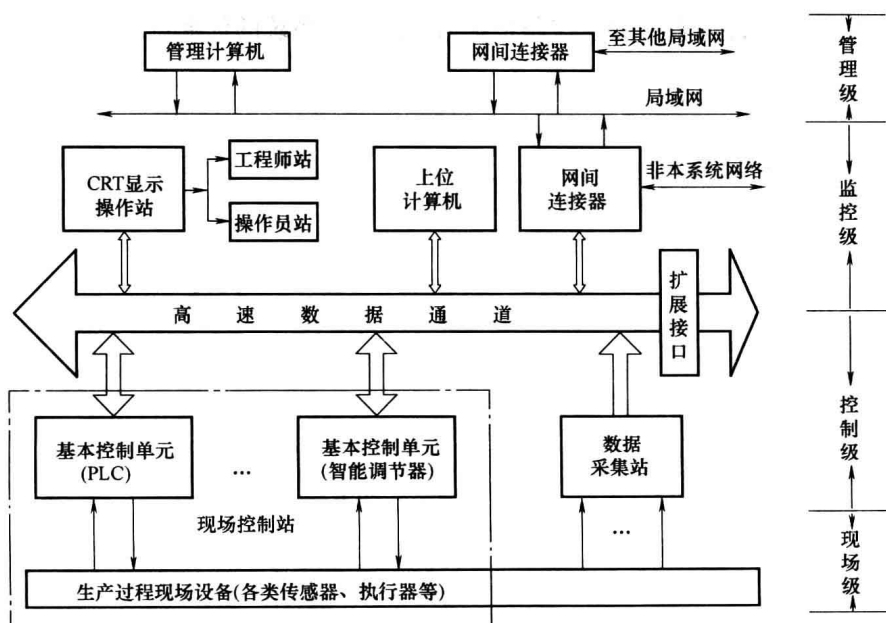 管理计算机
网间连接器
至其他局域网
局域网
管理级
CRT显示
操作站
工程师站
操作员站
上位
计算机
网间
连接器
非本系统网络
监控级
高速数据通道
扩展接口
基本控制单元
(PLC)
…
基本控制单元
(智能调节器)
数据
采集站
控制级
现场控制站
…
生产过程现场设备(各类传感器、执行器等)
现场级